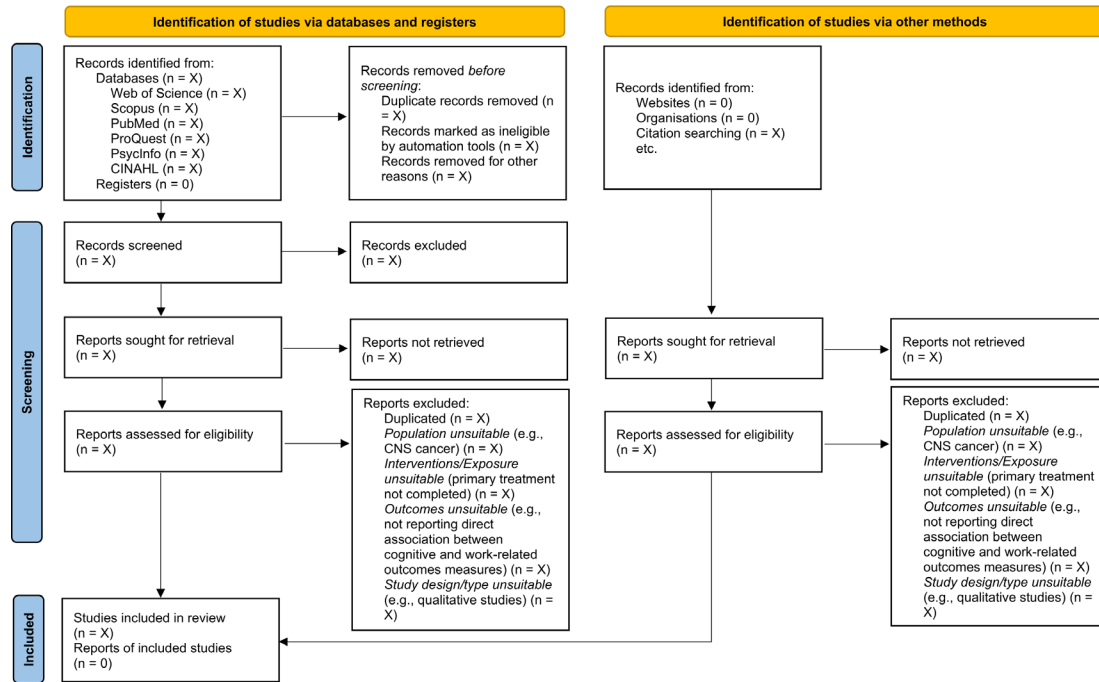 Identification of studies via databases and registers
Identification of studies via other methods
Identification
Records identified from:
Databases (n = X)
Web of Science (n = X)
Scopus (n = X)
PubMed (n = X)
ProQuest (n = X)
PsycInfo (n = X)
CINAHL (n = X)
Registers (n = 0)
Records removed before
screening:
Duplicate records removed (n
= X)
Records marked as ineligible
by automation tools (n = X)
Records removed for other
reasons (n = X)
Records identified from:
Websites (n = 0)
Organisations (n = 0)
Citation searching (n = X)
etc.
Screening
Records screened
(n = X)
Records excluded
(n = X)
Reports sought for retrieval
(n = X)
Reports not retrieved
(n = X)
Reports sought for retrieval
(n = X)
Reports not retrieved
(n = X)
Reports assessed for eligibility
(n = X)
Reports excluded:
Duplicated (n = X)
Population unsuitable (e.g.,
CNS cancer) (n = X)
Interventions/Exposure
unsuitable (primary treatment
not completed) (n = X)
Outcomes unsuitable (e.g.,
not reporting direct
association between
cognitive and work-related
outcomes measures) (n = X)
Study design/type unsuitable
(e.g., qualitative studies) (n =
X)
Reports assessed for eligibility
(n = X)
Reports excluded:
Duplicated (n = X)
Population unsuitable (e.g.,
CNS cancer) (n = X)
Interventions/Exposure
unsuitable (primary treatment
not completed) (n = X)
Outcomes unsuitable (e.g.,
not reporting direct
association between
cognitive and work-related
outcomes measures) (n = X)
Study design/type unsuitable
(e.g., qualitative studies) (n =
X)
Included
Studies included in review
(n = X)
Reports of included studies
(n = 0)